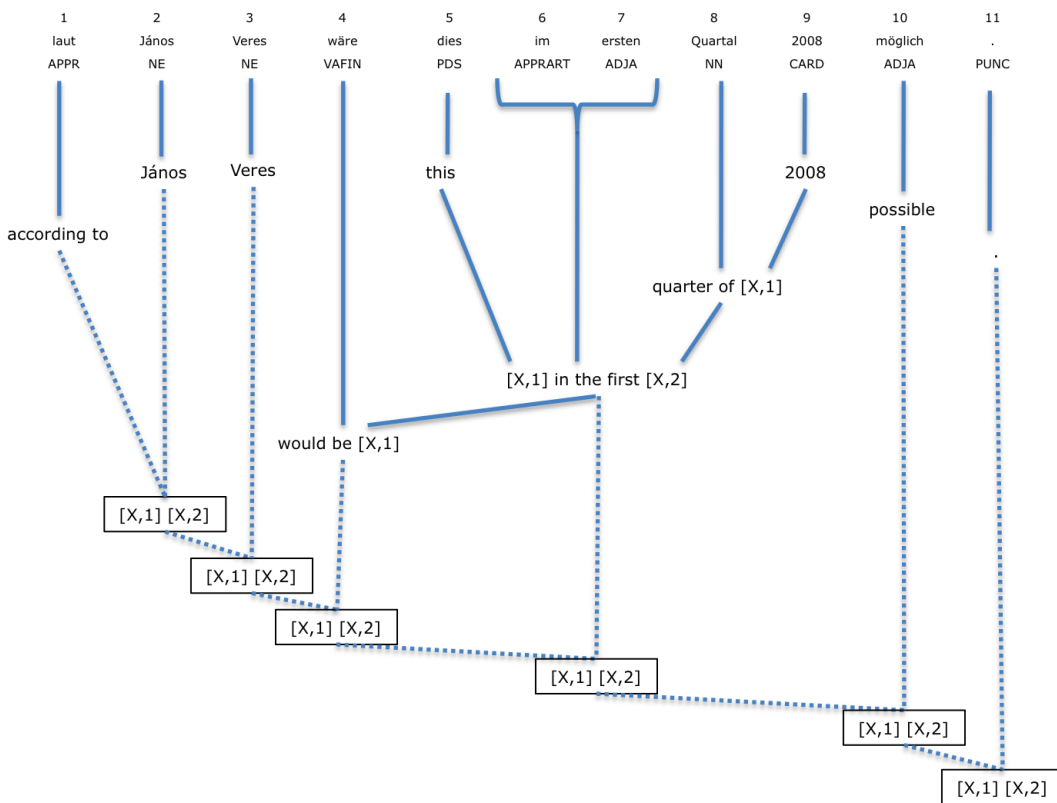 1 2 3 4 5 6 7 8 9 10 11
laut János Veres wäre dies im ersten Quartal 2008 möglich .
APPR NE NE VAFIN PDS APPRART ADJA NN CARD ADJA PUNC
János Veres this 2008
possible
according to
.
quarter of [X,1]
[X,1] in the first [X,2]
would be [X,1]
[X,1] [X,2]
[X,1] [X,2]
[X,1] [X,2]
[X,1] [X,2]
[X,1] [X,2]
[X,1] [X,2]